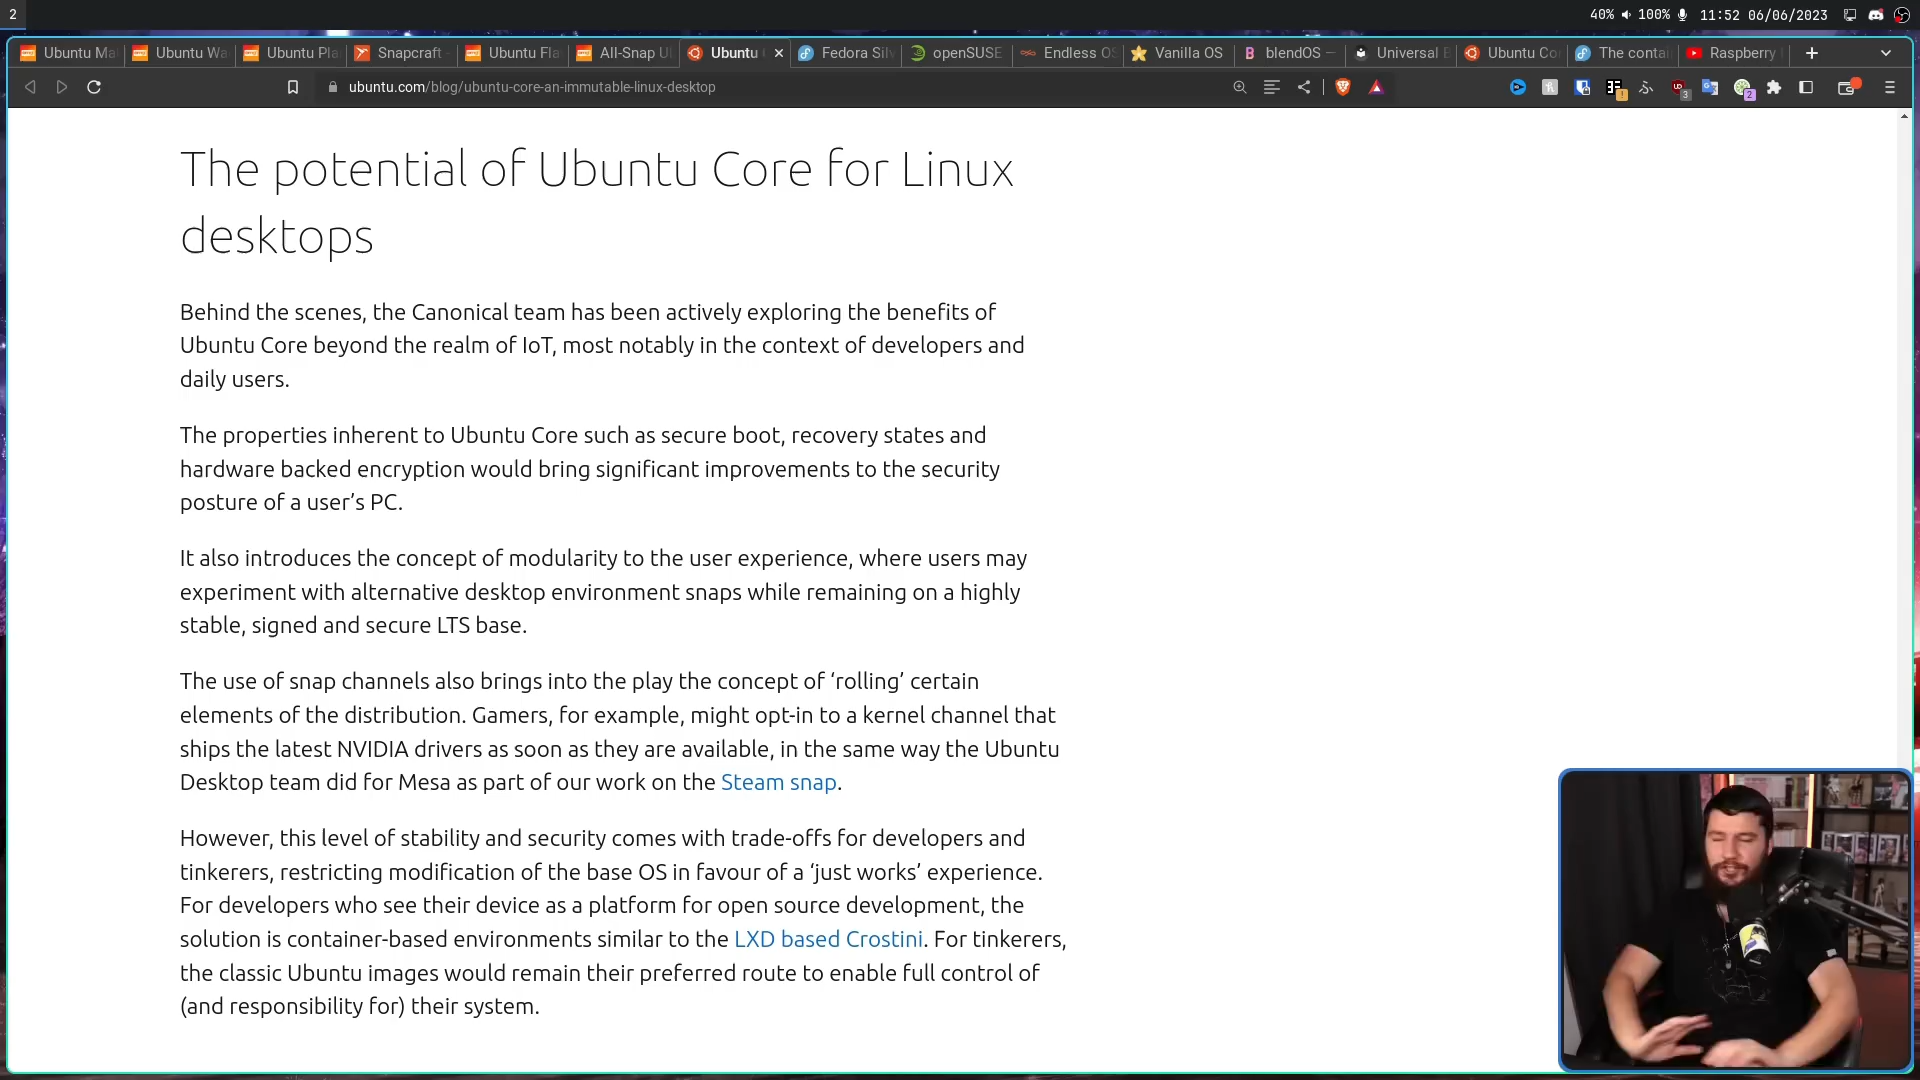 2
40% 100% 11:52 06/06/2023
Ubuntu Ma Ubuntu Wa Ubuntu Pla Snapcraft Ubuntu Fla All-Snap U Ubuntu Fedora Silv openSUSE Endless OS Vanilla OS blendOS — Universal B Ubuntu Co The contai Raspberry
ubuntu.com/blog/ubuntu-core-an-immutable-linux-desktop
The potential of Ubuntu Core for Linux
desktops
Behind the scenes, the Canonical team has been actively exploring the benefits of
Ubuntu Core beyond the realm of IoT, most notably in the context of developers and
daily users.
The properties inherent to Ubuntu Core such as secure boot, recovery states and
hardware backed encryption would bring significant improvements to the security
posture of a user’s PC.
It also introduces the concept of modularity to the user experience, where users may
experiment with alternative desktop environment snaps while remaining on a highly
stable, signed and secure LTS base.
The use of snap channels also brings into the play the concept of ‘rolling’ certain
elements of the distribution. Gamers, for example, might opt-in to a kernel channel that
ships the latest NVIDIA drivers as soon as they are available, in the same way the Ubuntu
Desktop team did for Mesa as part of our work on the Steam snap.
However, this level of stability and security comes with trade-offs for developers and
tinkerers, restricting modification of the base OS in favour of a ‘just works’ experience.
For developers who see their device as a platform for open source development, the
solution is container-based environments similar to the LXD based Crostini. For tinkerers,
the classic Ubuntu images would remain their preferred route to enable full control of
(and responsibility for) their system.